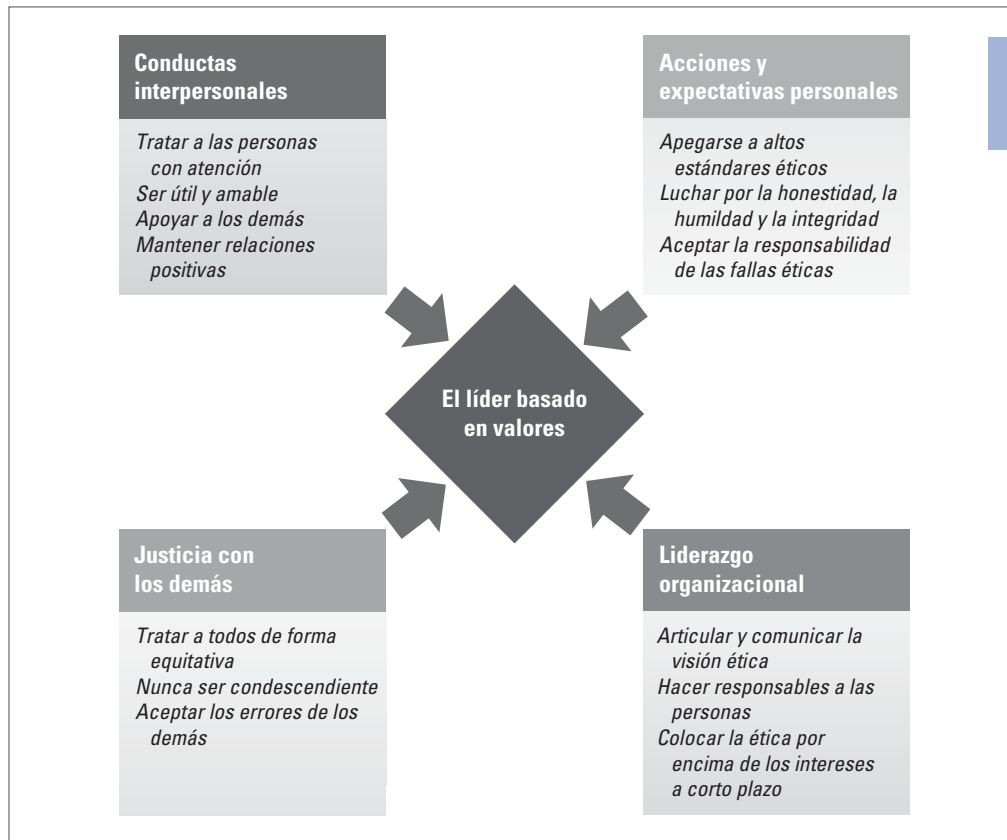 Conductas
interpersonales
Tratar a las personas
con atención
Ser útil y amable
Apoyar a los demás
Mantener relaciones
positivas
Acciones y
expectativas personales
Apegarse a altos
estándares éticos
Luchar por la honestidad, la
humildad y la integridad
Aceptar la responsabilidad
de las fallas éticas
El líder basado
en valores
Justicia con
los demás
Tratar a todos de forma
equitativa
Nunca ser condescendiente
Aceptar los errores de los
demás
Liderazgo
organizacional
Articular y comunicar la
visión ética
Hacer responsables a las
personas
Colocar la ética por
encima de los intereses
a corto plazo